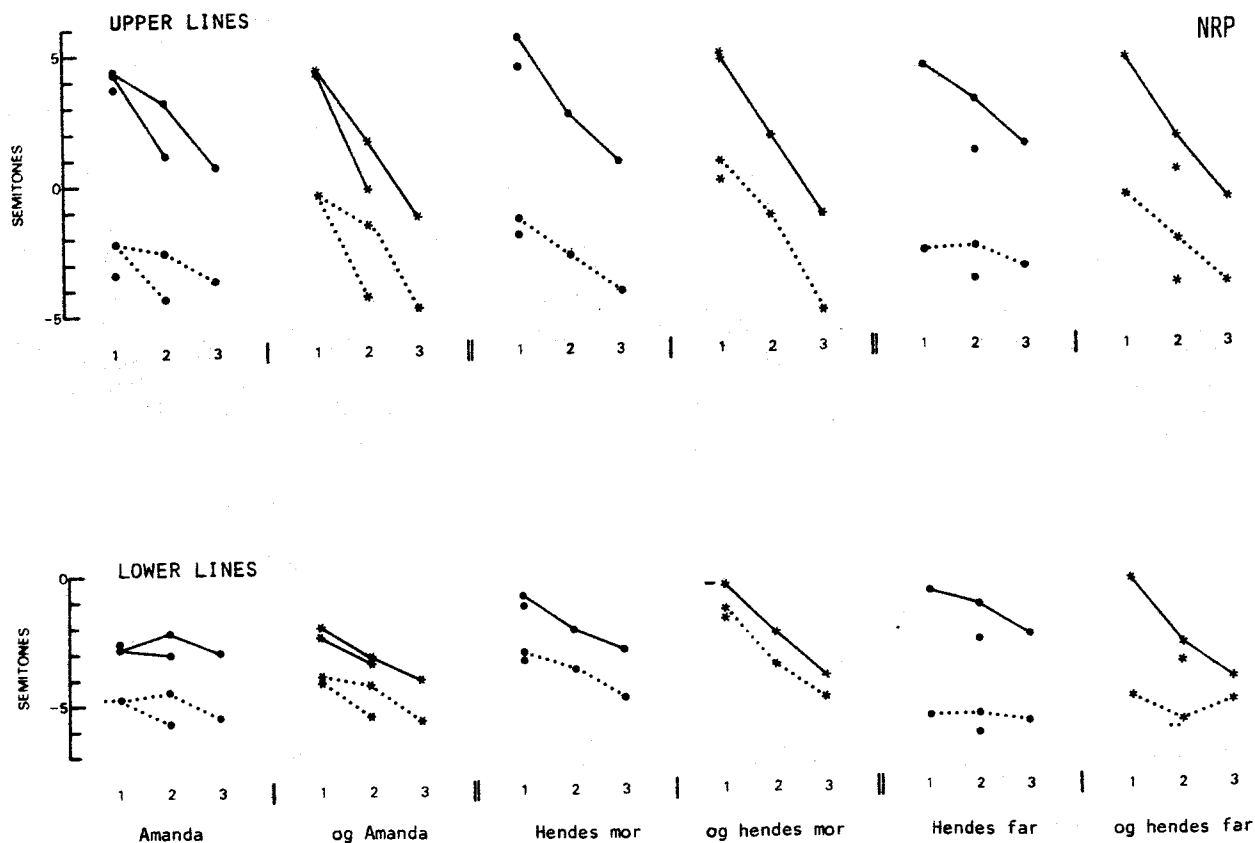 UPPER LINES
NRP
5
0
-5
SEMITONES
1 2 3 | 1 2 3 || 1 2 3 | 1 2 3 || 1 2 3 | 1 2 3
LOWER LINES
0
-5
SEMITONES
1 2 3 | 1 2 3 || 1 2 3 | 1 2 3 || 1 2 3 | 1 2 3
Amanda og Amanda Hendes mor og hendes mor Hendes far og hendes far